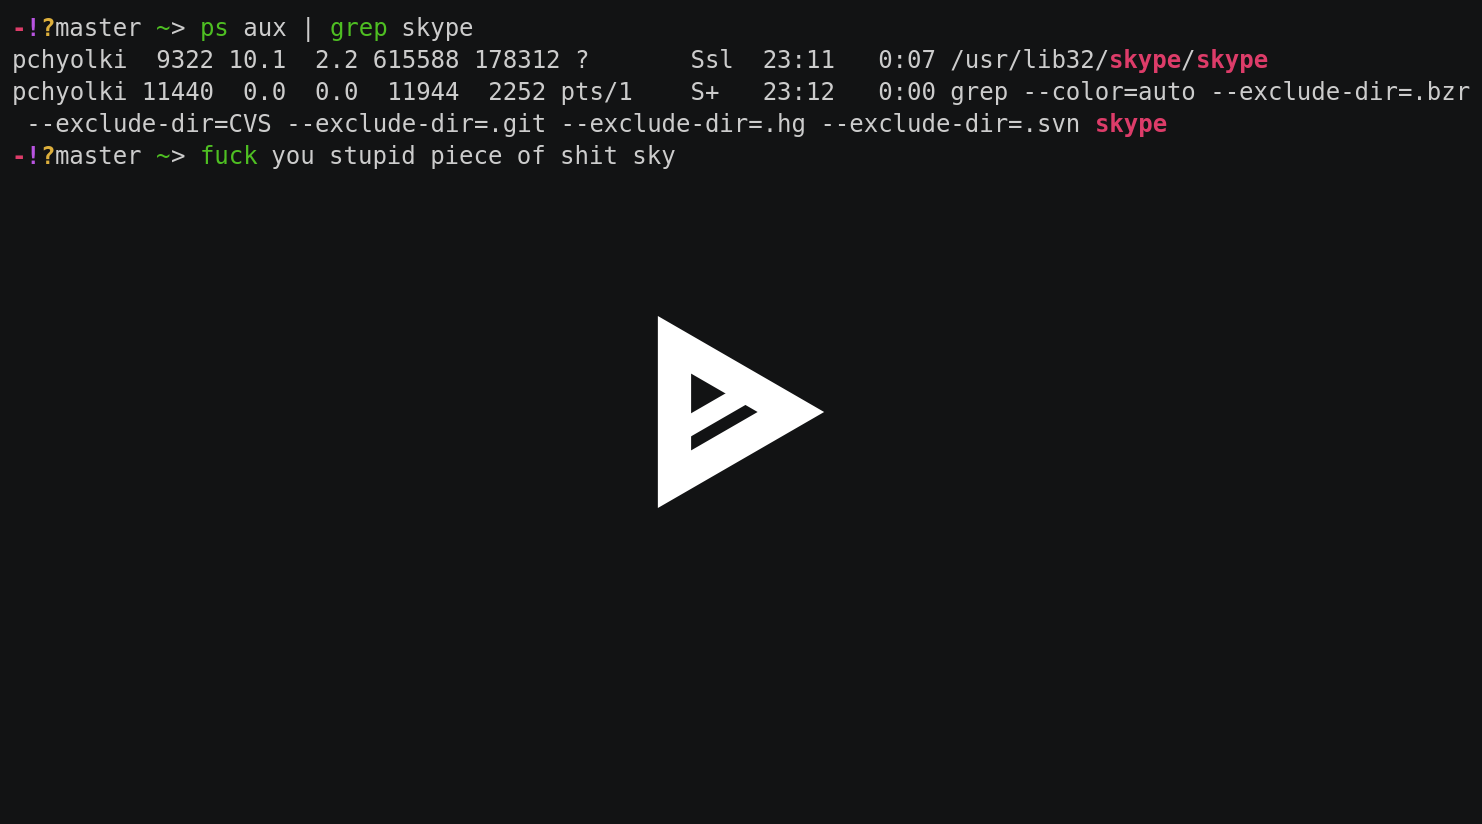 -!?master ~> ps aux | grep skype
pchyolki  9322 10.1  2.2 615588 178312 ?       Ssl  23:11   0:07 /usr/lib32/skype/skype
pchyolki 11440  0.0  0.0  11944  2252 pts/1    S+   23:12   0:00 grep --color=auto --exclude-dir=.bzr
 --exclude-dir=CVS --exclude-dir=.git --exclude-dir=.hg --exclude-dir=.svn skype
-!?master ~> fuck you stupid piece of shit sky